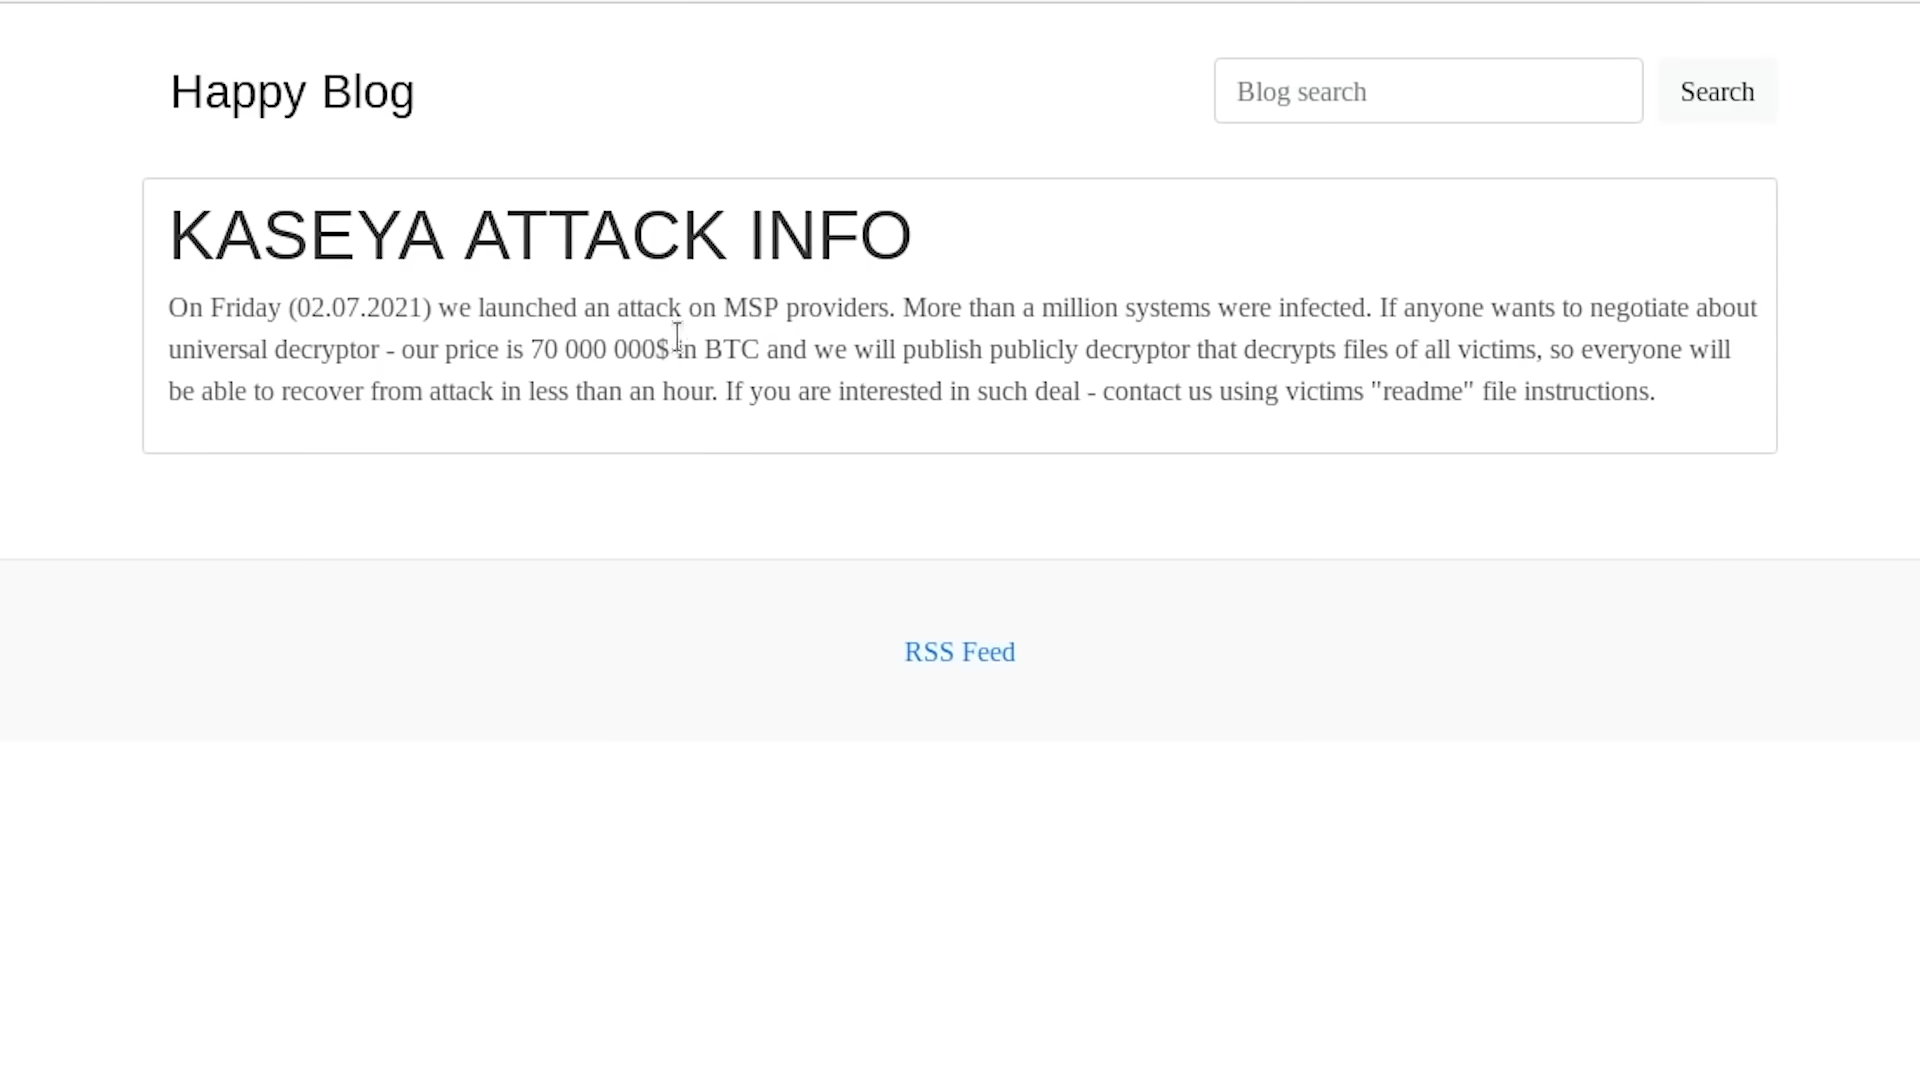 Happy Blog
Blog search
Search
KASEYA ATTACK INFO
On Friday (02.07.2021) we launched an attack on MSP providers. More than a million systems were infected. If anyone wants to negotiate about
universal decryptor - our price is 70 000 000$ in BTC and we will publish publicly decryptor that decrypts files of all victims, so everyone will
be able to recover from attack in less than an hour. If you are interested in such deal - contact us using victims "readme" file instructions.
RSS Feed